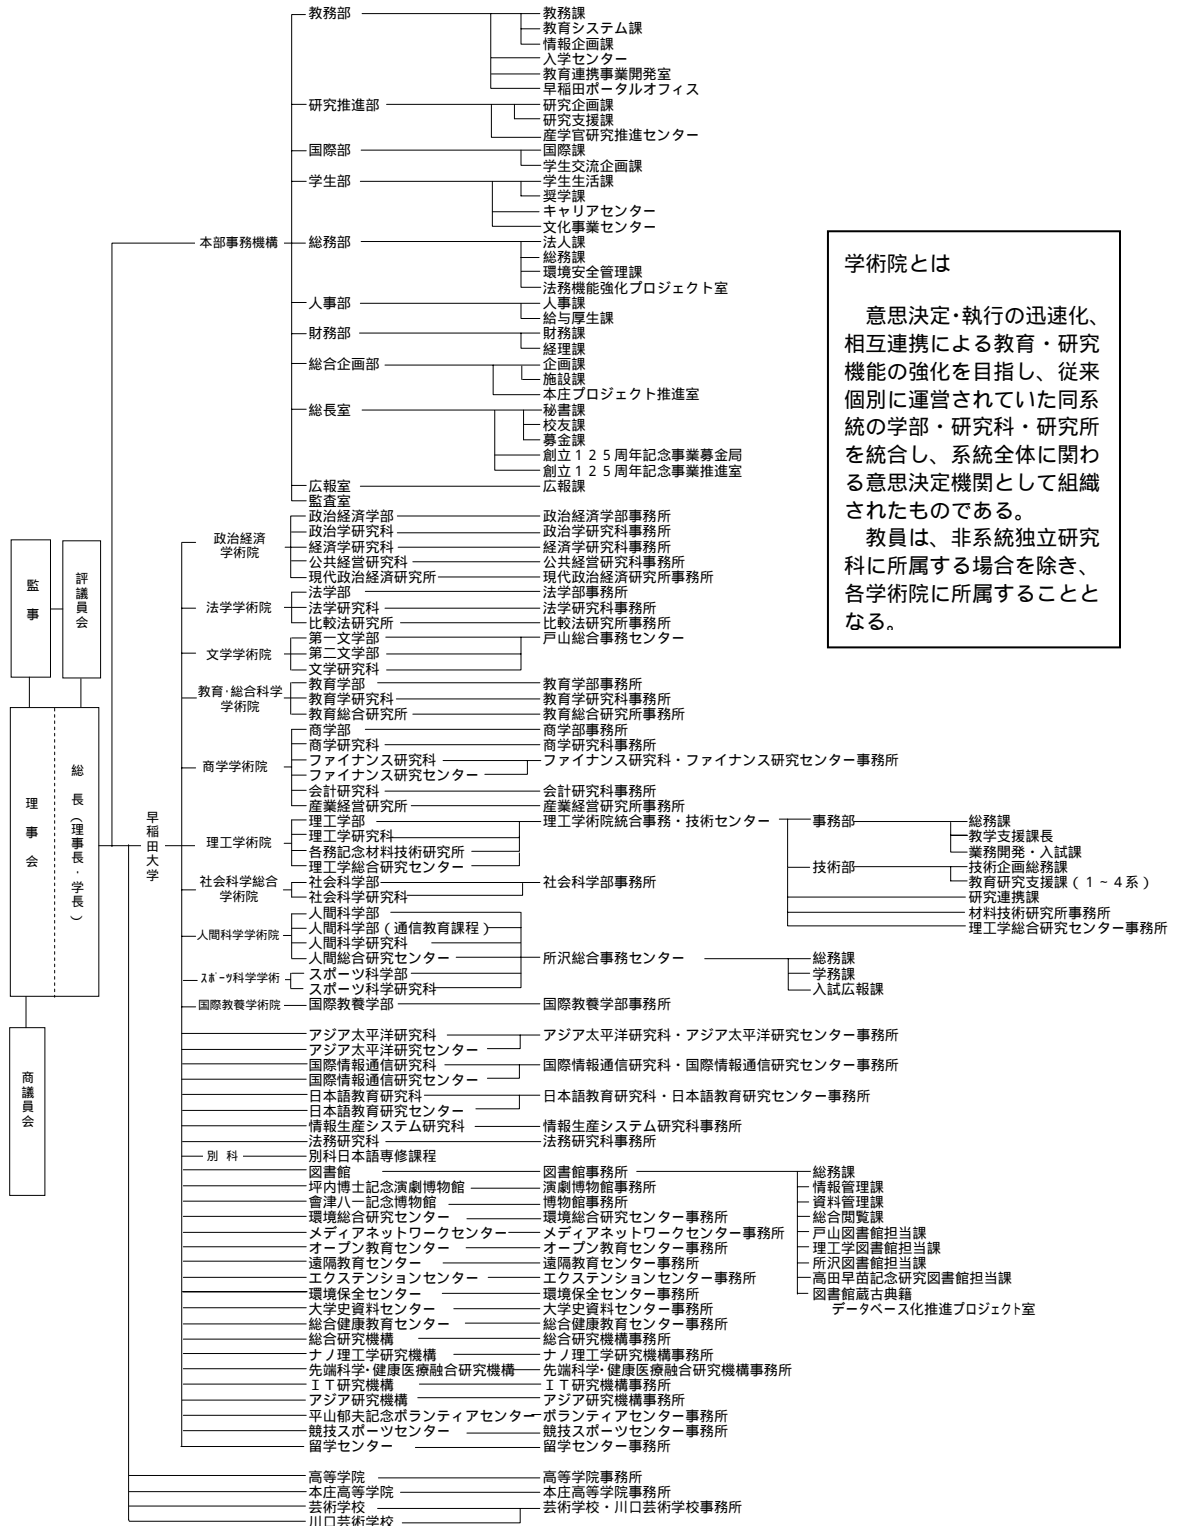 教務部 教務課
教育システム課
情報企画課
入学センター
教育連携事業開発室
早稲田ポータルオフィス
研究推進部 研究企画課
研究支援課
産学官研究推進センター
国際部 国際課
学生交流企画課
学生部 学生生活課
奨学課
キャリアセンター
文化事業センター
本部事務機構 総務部 法人課
総務課
環境安全管理課
法務機能強化プロジェクト室
人事部 人事課
給与厚生課
財務部 財務課
経理課
総合企画部 企画課
施設課
本庄プロジェクト推進室
総長室 秘書課
校友課
募金課
創立125周年記念事業募金局
創立125周年記念事業推進室
広報室 広報課
監査室
学術院とは
意思決定・執行の迅速化、
相互連携による教育・研究
機能の強化を目指し、従来
個別に運営されていた同系
統の学部・研究科・研究所
を統合し、系統全体に関わ
る意思決定機関として組織
されたものである。
教員は、非系統独立研究
科に所属する場合を除き、
各学術院に所属することと
なる。
監事
評議員会
理事会
総長(理事長・学長)
商議員会
早稲田大学
政治経済
学術院
政治経済学部 政治経済学部事務所
政治学研究科 政治学研究科事務所
経済学研究科 経済学研究科事務所
公共経営研究科 公共経営研究科事務所
現代政治経済研究所 現代政治経済研究所事務所
法学学術院
法学部 法学部事務所
法学研究科 法学研究科事務所
比較法研究所 比較法研究所事務所
文学学術院
第一文学部 戸山総合事務センター
第二文学部
文学研究科
教育・総合科学
学術院
教育学部 教育学部事務所
教育学研究科 教育学研究科事務所
教育総合研究所 教育総合研究所事務所
商学学術院
商学部 商学部事務所
商学研究科 商学研究科事務所
ファイナンス研究科 ファイナンス研究科・ファイナンス研究センター事務所
ファイナンス研究センター
会計研究科 会計研究科事務所
産業経営研究所 産業経営研究所事務所
理工学術院
理工学部 理工学術院統合事務・技術センター 事務部 総務課
理工学研究科 教学支援課長
各務記念材料技術研究所 業務開発・入試課
理工学総合研究センター 技術部 技術企画総務課
教育研究支援課(1~4系)
研究連携課
材料技術研究所事務所
理工学総合研究センター事務所
社会科学総合
学術院
社会科学部 社会科学部事務所
社会科学研究科
人間科学学術院
人間科学部
人間科学部(通信教育課程)
人間科学研究科
人間総合研究センター 所沢総合事務センター 総務課
学務課
入試広報課
スポーツ科学学術
スポーツ科学部
スポーツ科学研究科
国際教養学術院 国際教養学部 国際教養学部事務所
アジア太平洋研究科 アジア太平洋研究科・アジア太平洋研究センター事務所
アジア太平洋研究センター
国際情報通信研究科 国際情報通信研究科・国際情報通信研究センター事務所
国際情報通信研究センター
日本語教育研究科 日本語教育研究科・日本語教育研究センター事務所
日本語教育研究センター
情報生産システム研究科 情報生産システム研究科事務所
法務研究科 法務研究科事務所
別科 別科日本語専修課程
図書館 図書館事務所 総務課
坪内博士記念演劇博物館 演劇博物館事務所 情報管理課
會津八一記念博物館 博物館事務所 資料管理課
環境総合研究センター 環境総合研究センター事務所 総合閲覧課
メディアネットワークセンター メディアネットワークセンター事務所 戸山図書館担当課
オープン教育センター オープン教育センター事務所 理工学図書館担当課
遠隔教育センター 遠隔教育センター事務所 所沢図書館担当課
エクステンションセンター エクステンションセンター事務所 高田早苗記念研究図書館担当課
環境保全センター 環境保全センター事務所 図書館蔵古典籍
大学史資料センター 大学史資料センター事務所 データベース化推進プロジェクト室
総合健康教育センター 総合健康教育センター事務所
総合研究機構 総合研究機構事務所
ナノ理工学研究機構 ナノ理工学研究機構事務所
先端科学・健康医療融合研究機構 先端科学・健康医療融合研究機構事務所
IT研究機構 IT研究機構事務所
アジア研究機構 アジア研究機構事務所
平山郁夫記念ボランティアセンター ボランティアセンター事務所
競技スポーツセンター 競技スポーツセンター事務所
留学センター 留学センター事務所
高等学院 高等学院事務所
本庄高等学院 本庄高等学院事務所
芸術学校 芸術学校・川口芸術学校事務所
川口芸術学校